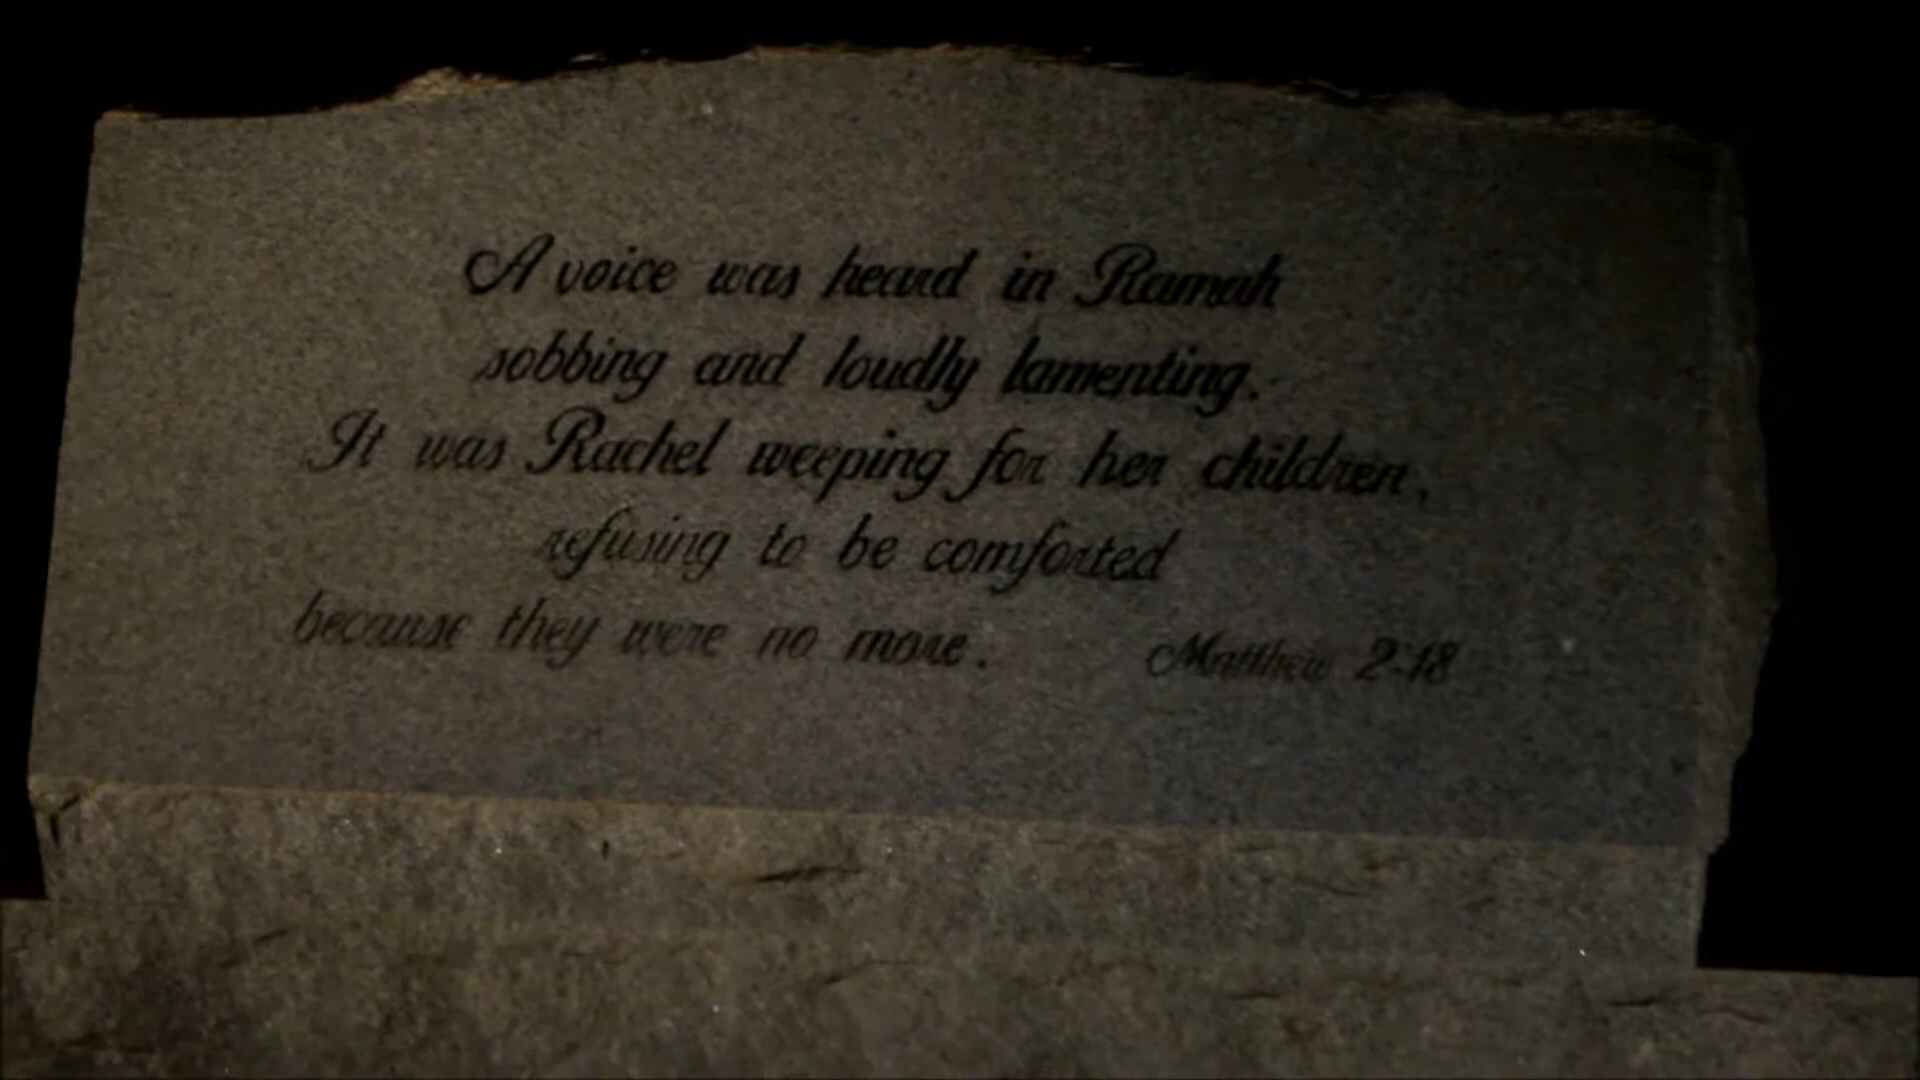 A voice was heard in Ramah
sobbing and loudly lamenting.
It was Rachel weeping for her children,
refusing to be comforted
because they were no more. Matthew 2:18